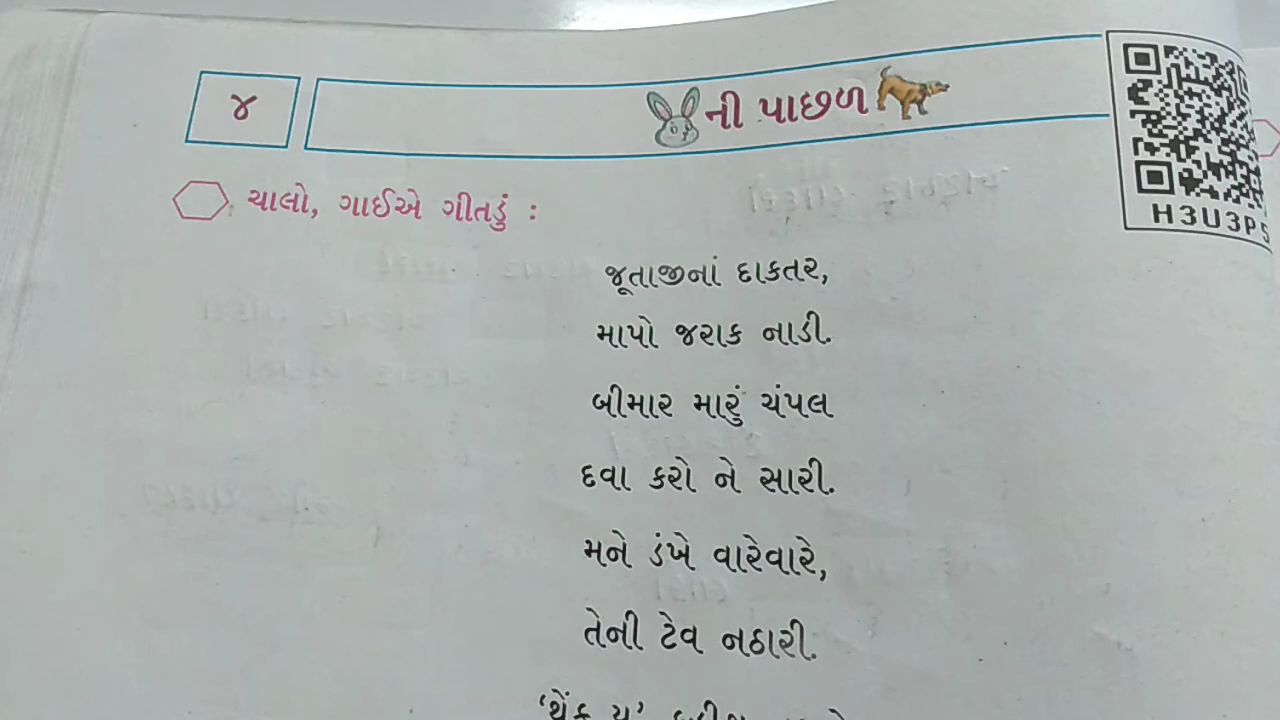 ૪
ની પાછળ
H3U3P5
ચાલો, ગાઈએ ગીતડું :
જૂતાજીનાં દાકતર,
માપો જરાક નાડી.
બીમાર મારું ચંપલ
દવા કરો ને સારી.
મને ડંખે વારેવારે,
તેની ટેવ નઠારી.
‘થેંક યુ’